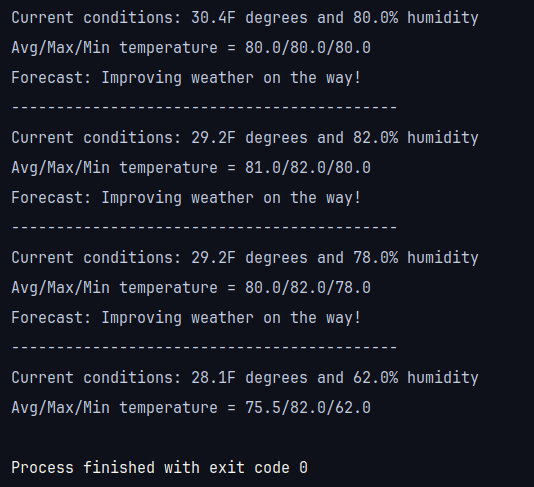 Current conditions: 30.4F degrees and 80.0% humidity
Avg/Max/Min temperature = 80.0/80.0/80.0
Forecast: Improving weather on the way!
-------------------------------------------
Current conditions: 29.2F degrees and 82.0% humidity
Avg/Max/Min temperature = 81.0/82.0/80.0
Forecast: Improving weather on the way!
-------------------------------------------
Current conditions: 29.2F degrees and 78.0% humidity
Avg/Max/Min temperature = 80.0/82.0/78.0
Forecast: Improving weather on the way!
-------------------------------------------
Current conditions: 28.1F degrees and 62.0% humidity
Avg/Max/Min temperature = 75.5/82.0/62.0
Process finished with exit code 0